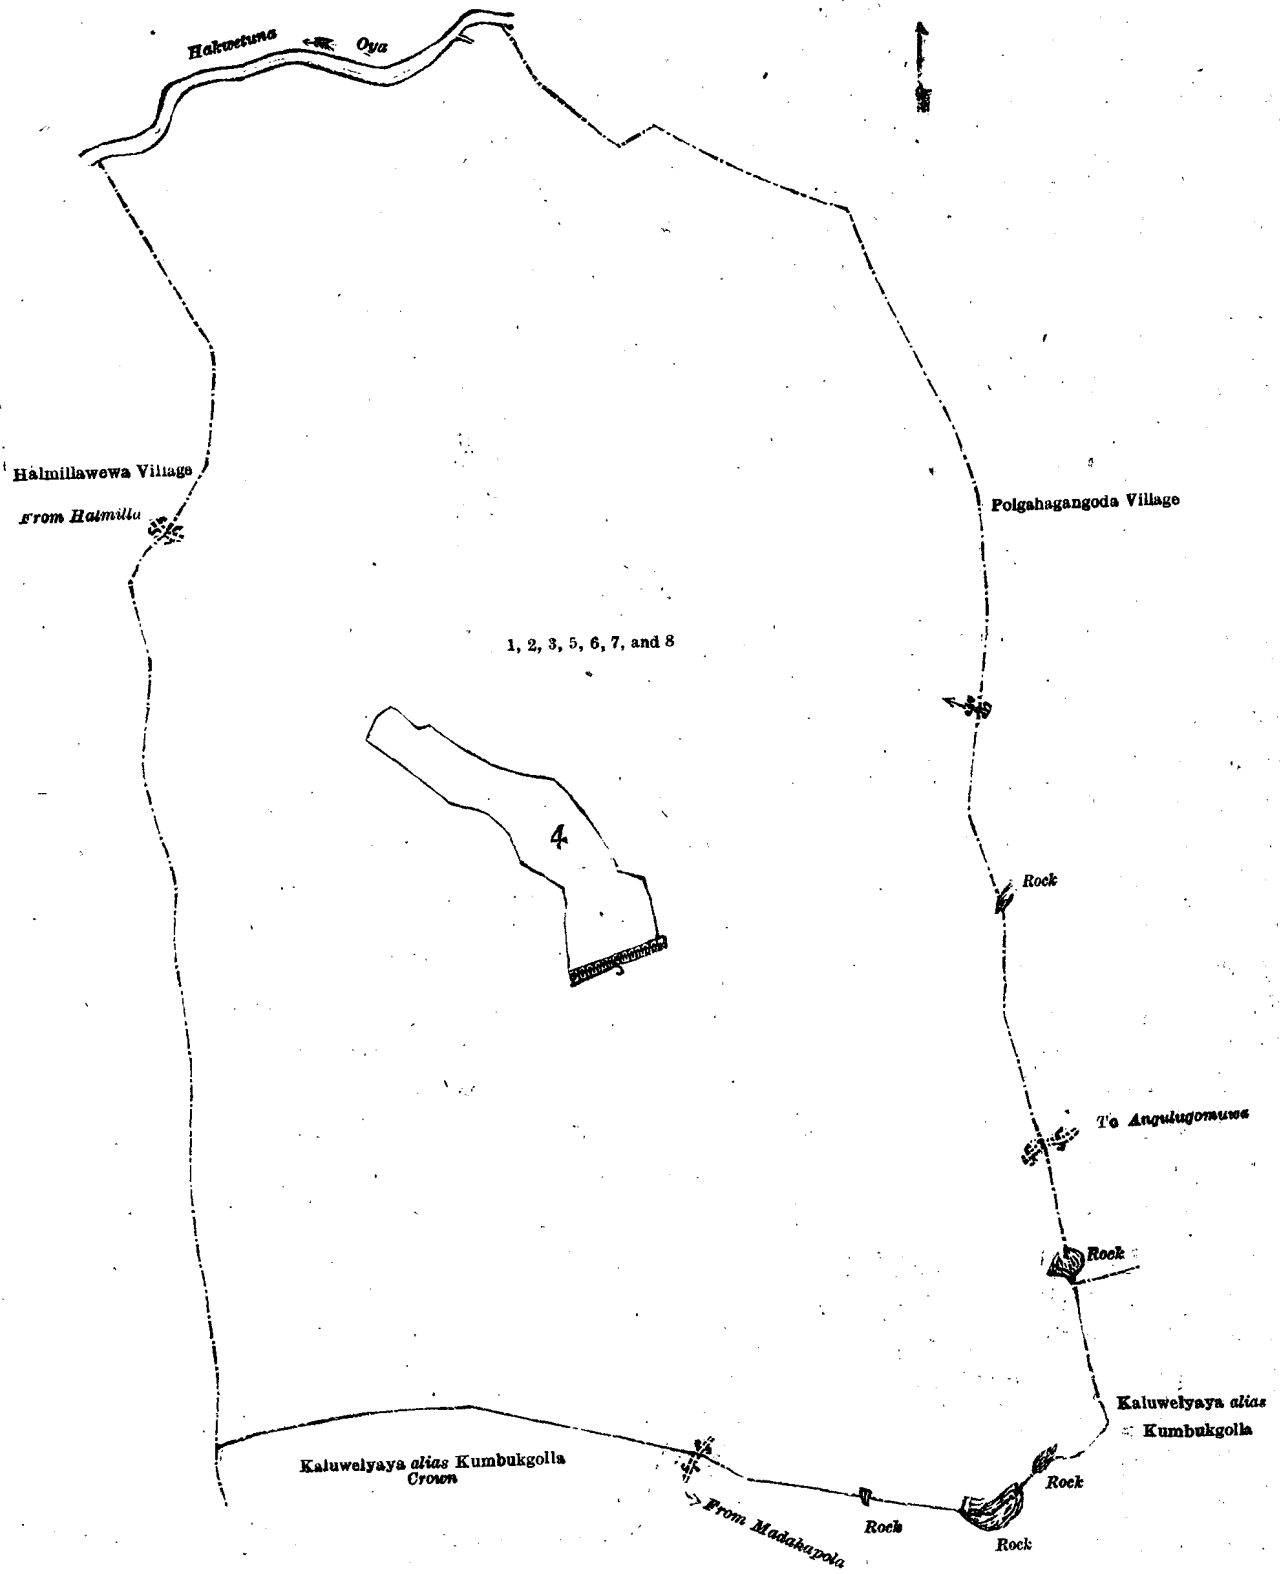 Hakwetuna Oya
Halmillawewa Village
From Halmilla
Polgahagangoda Village
1, 2, 3, 5, 6, 7, and 8
4
Rock
To Angulugomuwa
Rock
Kaluwelyaya alias
Kumbukgolla
Kaluwelyaya alias Kumbukgolla
Crown
Rock
From Madakapola
Rock
Rock